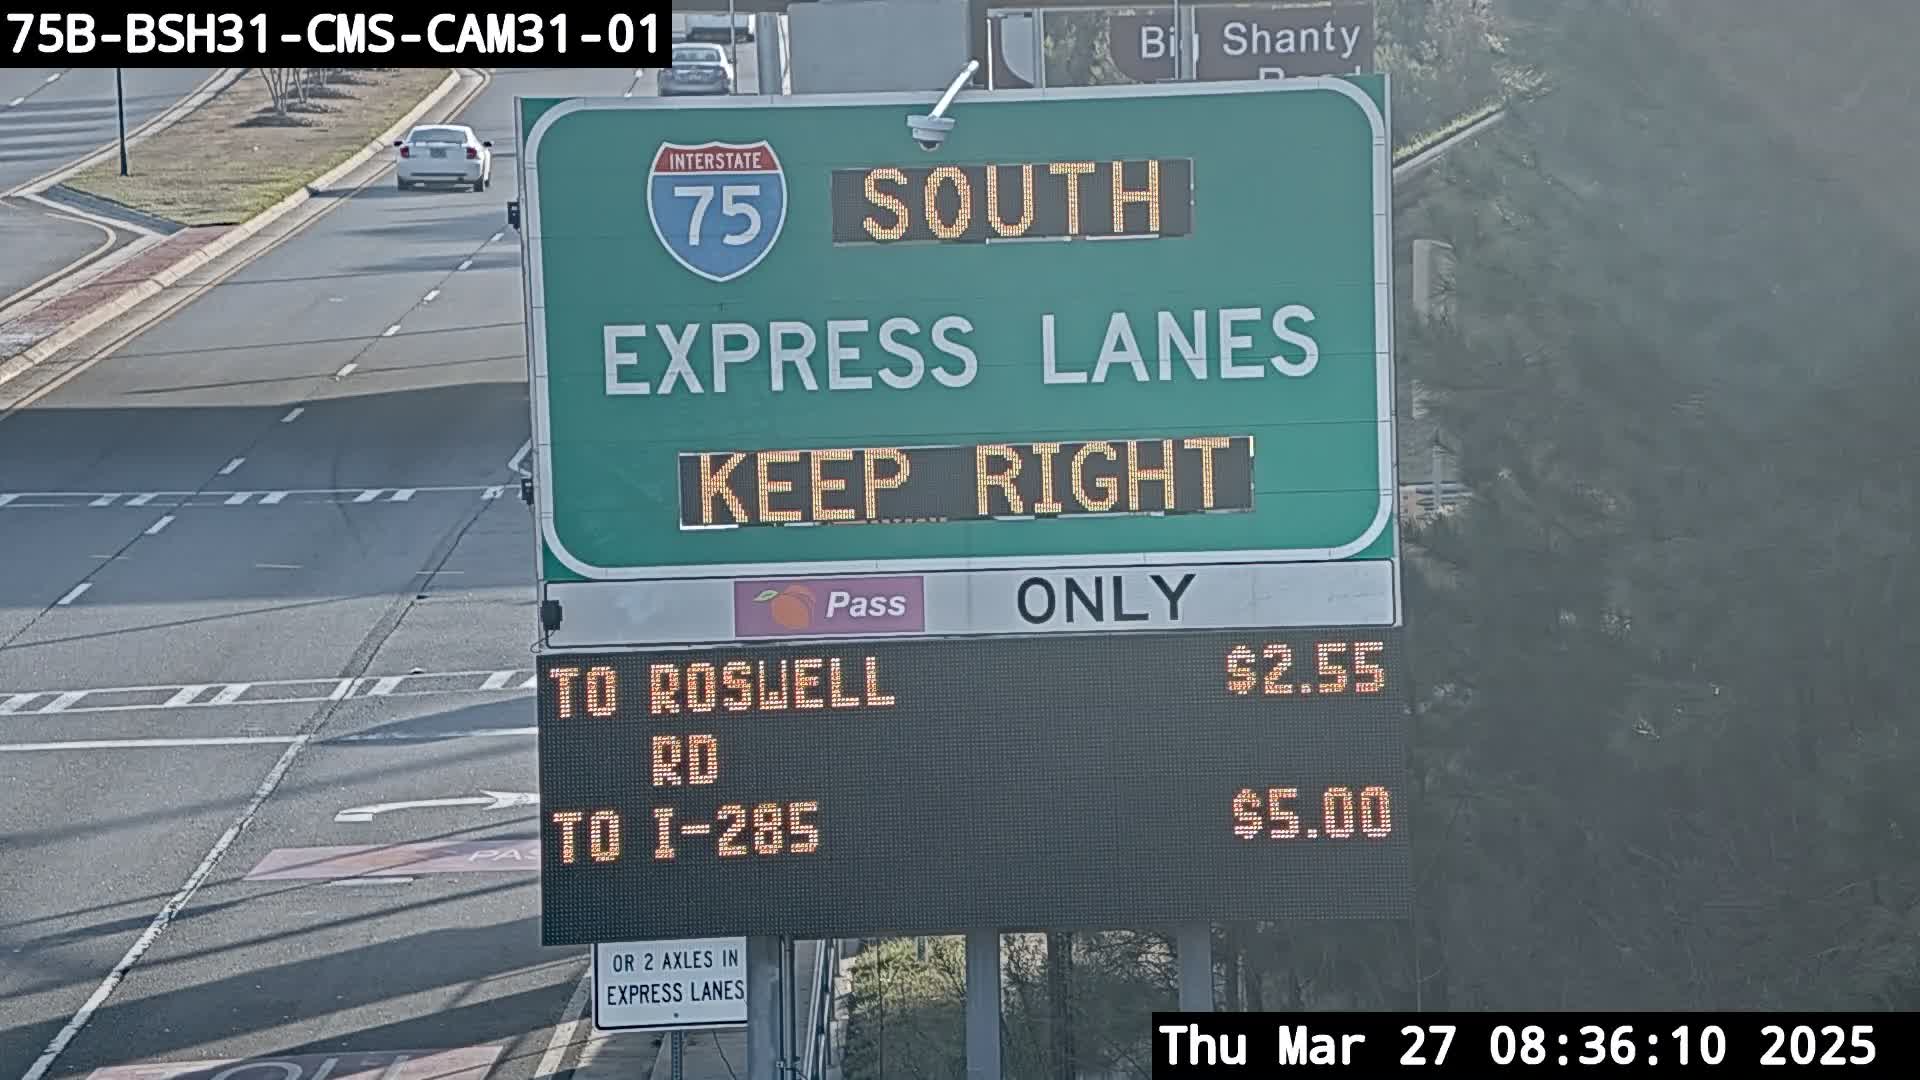 75B-BSH31-CMS-CAM31-01
Big Shanty
INTERSTATE
75
SOUTH
EXPRESS LANES
KEEP RIGHT
Pass ONLY
TO ROSWELL $2.55
RD
TO I-285 $5.00
OR 2 AXLES IN
EXPRESS LANES
Thu Mar 27 08:36:10 2025